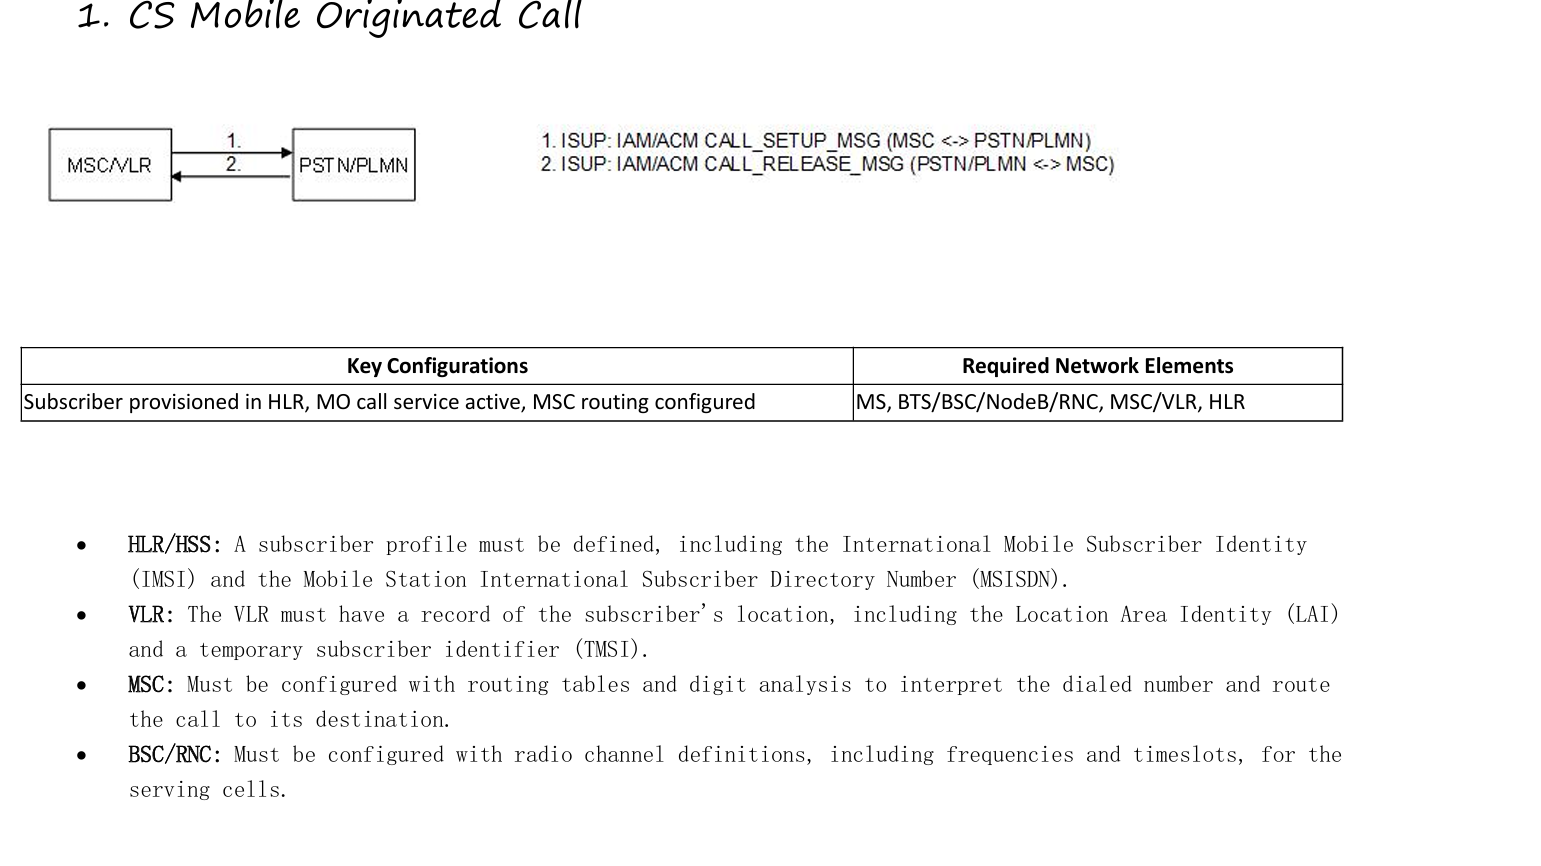 1. CS Mobile Originated Call
1.
2.
MSC/VLR
PSTN/PLMN
1. ISUP: IAM/ACM CALL_SETUP_MSG (MSC <-> PSTN/PLMN)
2. ISUP: IAM/ACM CALL_RELEASE_MSG (PSTN/PLMN <-> MSC)
Key Configurations Required Network Elements
Subscriber provisioned in HLR, MO call service active, MSC routing configured MS, BTS/BSC/NodeB/RNC, MSC/VLR, HLR
• HLR/HSS: A subscriber profile must be defined, including the International Mobile Subscriber Identity
(IMSI) and the Mobile Station International Subscriber Directory Number (MSISDN).
• VLR: The VLR must have a record of the subscriber's location, including the Location Area Identity (LAI)
and a temporary subscriber identifier (TMSI).
• MSC: Must be configured with routing tables and digit analysis to interpret the dialed number and route
the call to its destination.
• BSC/RNC: Must be configured with radio channel definitions, including frequencies and timeslots, for the
serving cells.